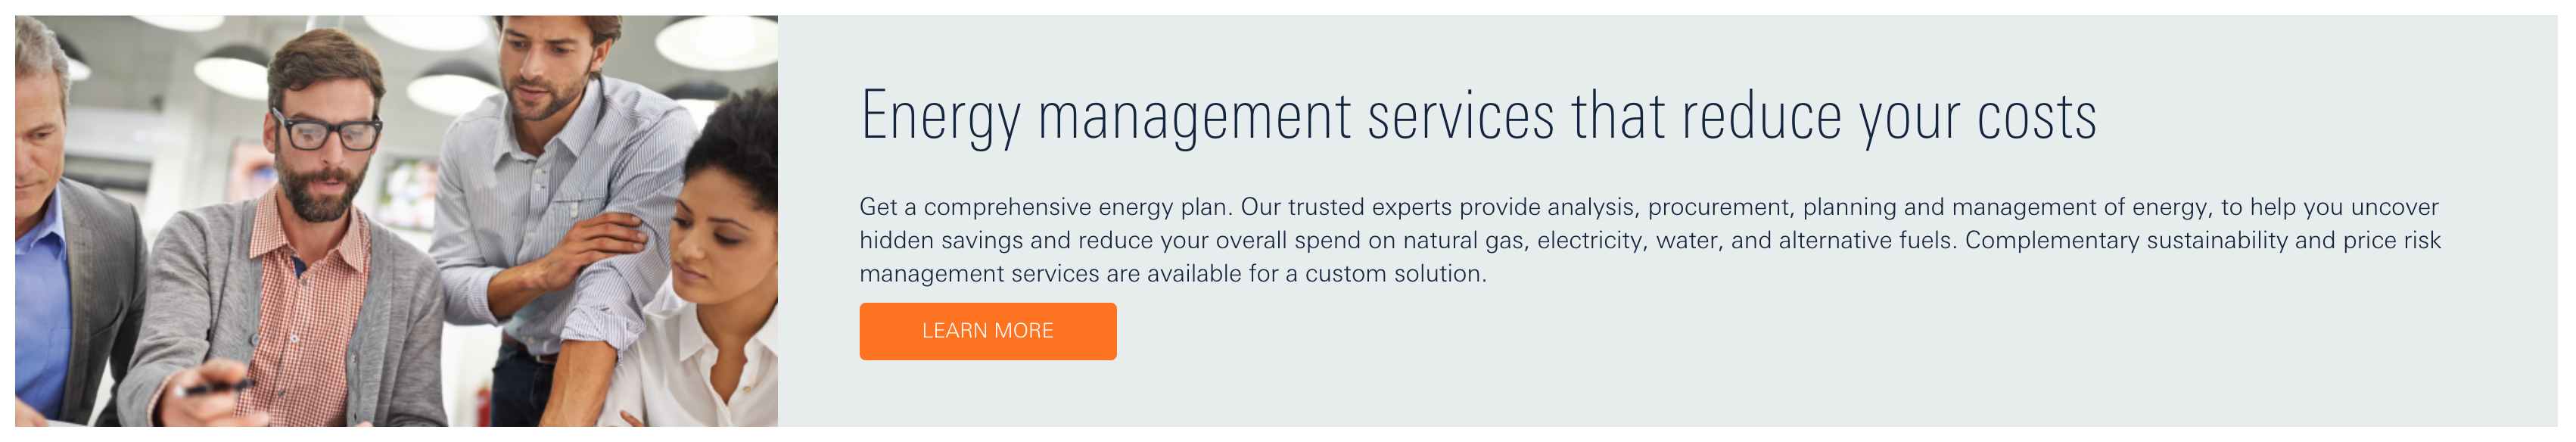 Energy management services that reduce your costs
Get a comprehensive energy plan. Our trusted experts provide analysis, procurement, planning and management of energy, to help you uncover
hidden savings and reduce your overall spend on natural gas, electricity, water, and alternative fuels. Complementary sustainability and price risk
management services are available for a custom solution.
LEARN MORE